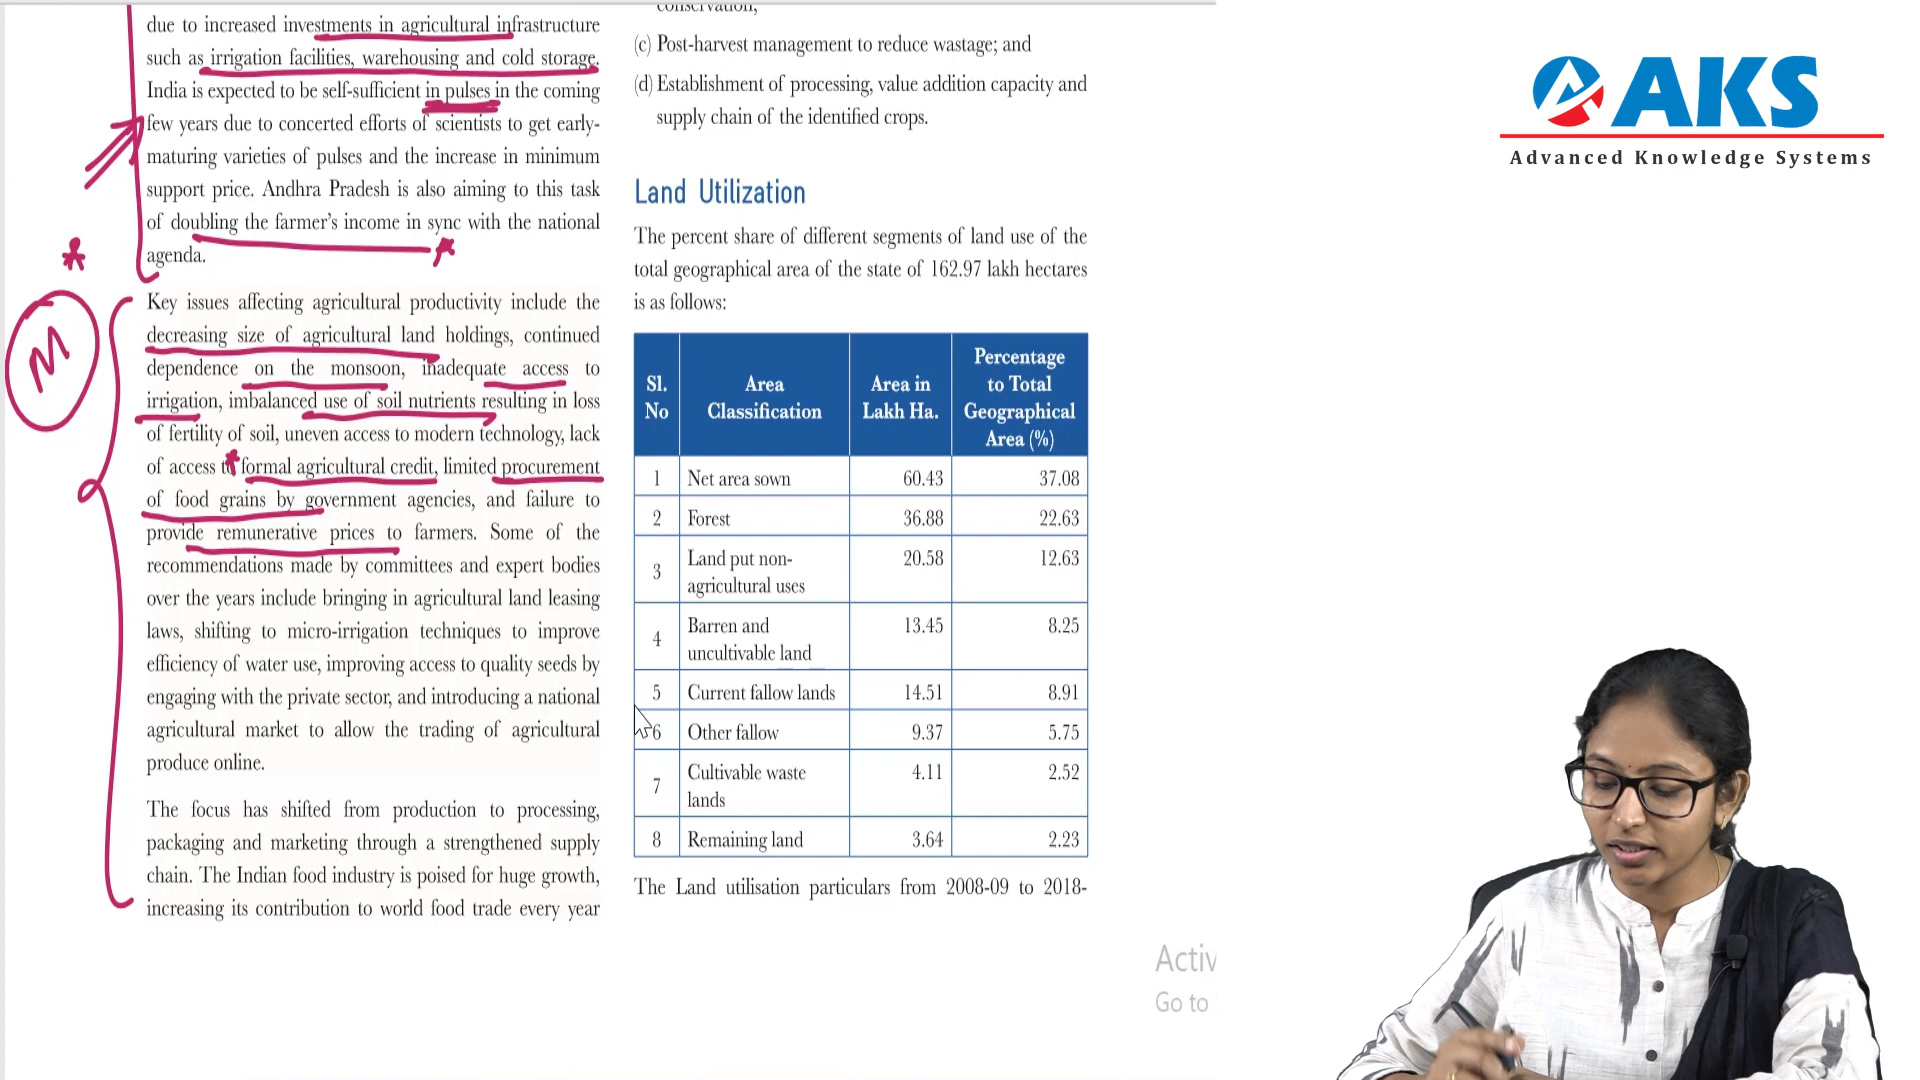 due to increased investments in agricultural infrastructure
such as irrigation facilities, warehousing and cold storage.
India is expected to be self-sufficient in pulses in the coming
few years due to concerted efforts of scientists to get early-
maturing varieties of pulses and the increase in minimum
support price. Andhra Pradesh is also aiming to this task
of doubling the farmer's income in sync with the national
agenda.
M
Key issues affecting agricultural productivity include the
decreasing size of agricultural land holdings, continued
dependence on the monsoon, inadequate access to
irrigation, imbalanced use of soil nutrients resulting in loss
of fertility of soil, uneven access to modern technology, lack
of access to formal agricultural credit, limited procurement
of food grains by government agencies, and failure to
provide remunerative prices to farmers. Some of the
recommendations made by committees and expert bodies
over the years include bringing in agricultural land leasing
laws, shifting to micro-irrigation techniques to improve
efficiency of water use, improving access to quality seeds by
engaging with the private sector, and introducing a national
agricultural market to allow the trading of agricultural
produce online.
The focus has shifted from production to processing,
packaging and marketing through a strengthened supply
chain. The Indian food industry is poised for huge growth,
increasing its contribution to world food trade every year
conservation;
(c) Post-harvest management to reduce wastage; and
(d) Establishment of processing, value addition capacity and
supply chain of the identified crops.
Land Utilization
The percent share of different segments of land use of the
total geographical area of the state of 162.97 lakh hectares
is as follows:
Sl. No Area Classification Area in Lakh Ha. Percentage to Total Geographical Area (%)
1 Net area sown 60.43 37.08
2 Forest 36.88 22.63
3 Land put non-agricultural uses 20.58 12.63
4 Barren and uncultivable land 13.45 8.25
5 Current fallow lands 14.51 8.91
6 Other fallow 9.37 5.75
7 Cultivable waste lands 4.11 2.52
8 Remaining land 3.64 2.23
The Land utilisation particulars from 2008-09 to 2018-
AKS
Advanced Knowledge Systems
Activ
Go to